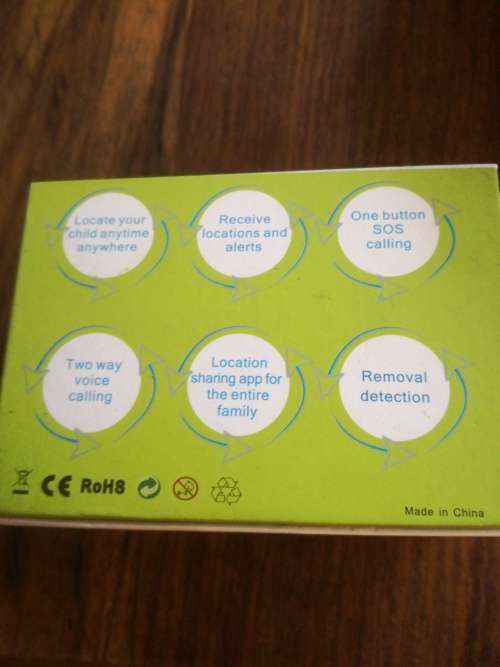 Locate your
child anytime
anywhere
Receive
locations and
alerts
One button
SOS
calling
Two way
voice
calling
Location
sharing app for
the entire
family
Removal
detection
CE RoHS
Made in China